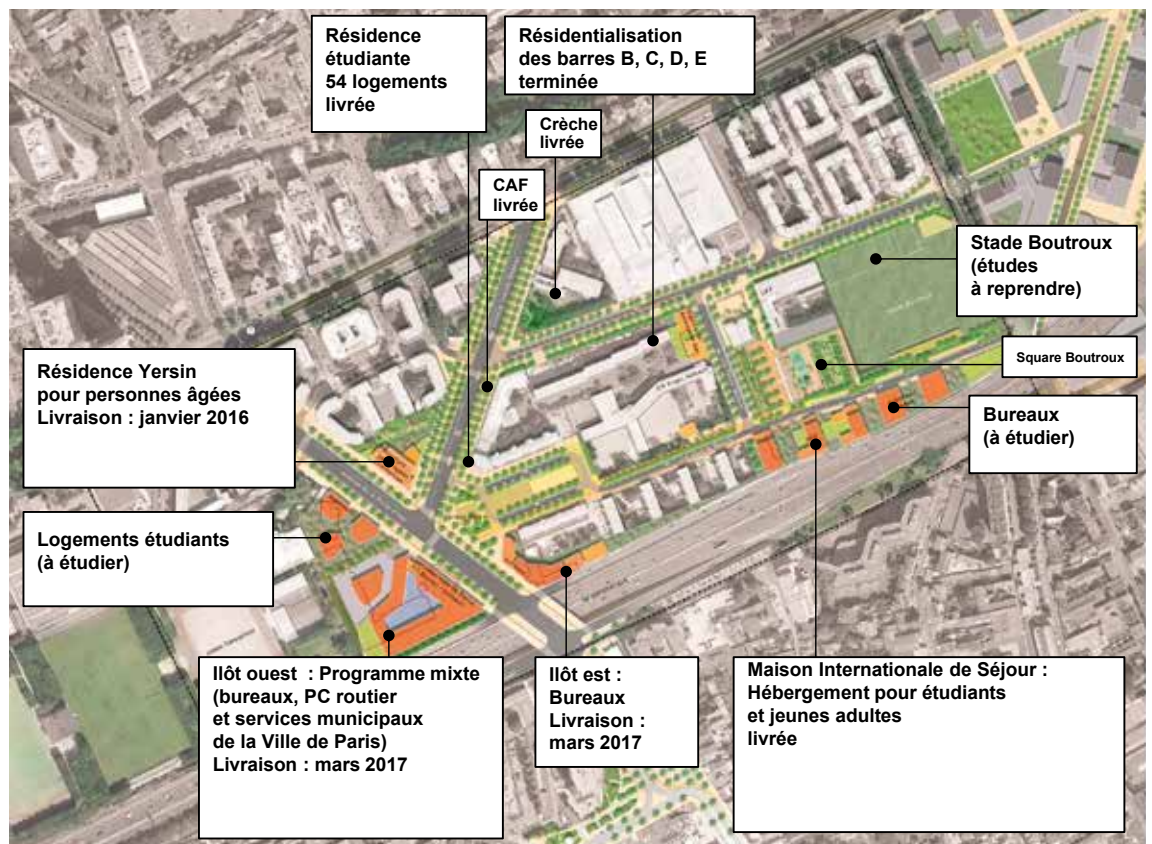 Résidence
étudiante
54 logements
livrée
Résidentialisation
des barres B, C, D, E
terminée
Crèche
livrée
CAF
livrée
Stade Boutroux
(études
à reprendre)
Square Boutroux
Résidence Yersin
pour personnes âgées
Livraison : janvier 2016
Bureaux
(à étudier)
Logements étudiants
(à étudier)
Ilôt ouest : Programme mixte
(bureaux, PC routier
et services municipaux
de la Ville de Paris)
Livraison : mars 2017
Ilôt est :
Bureaux
Livraison :
mars 2017
Maison Internationale de Séjour :
Hébergement pour étudiants
et jeunes adultes
livrée